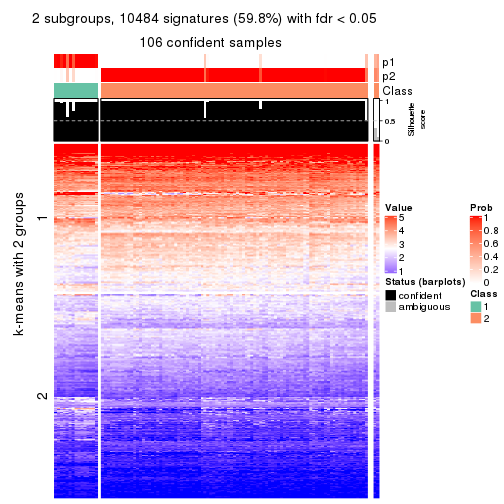 2 subgroups, 10484 signatures (59.8%) with fdr < 0.05
106 confident samples
p1
p2
Class
1
0.5
0
Silhouette
score
k-means with 2 groups
1
2
Value
5
4
3
2
1
Status (barplots)
confident
ambiguous
Prob
1
0.8
0.6
0.4
0.2
0
Class
1
2